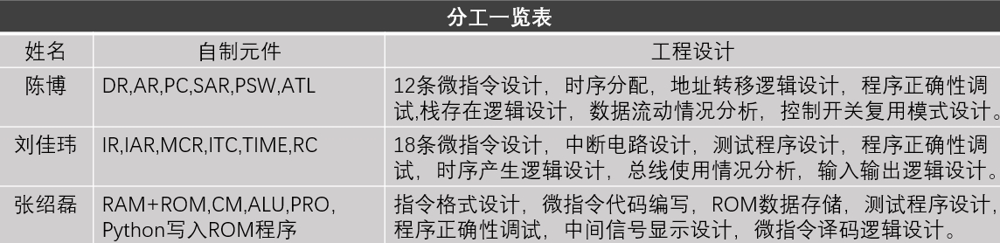 分工一览表
姓名 自制元件 工程设计
陈博 DR,AR,PC,SAR,PSW,ATL 12条微指令设计，时序分配，地址转移逻辑设计，程序正确性调
试,栈存在逻辑设计，数据流动情况分析，控制开关复用模式设计。
刘佳玮 IR,IAR,MCR,ITC,TIME,RC 18条微指令设计，中断电路设计，测试程序设计，程序正确性调
试，时序产生逻辑设计，总线使用情况分析，输入输出逻辑设计。
张绍磊 RAM+ROM,CM,ALU,PRO, 指令格式设计，微指令代码编写，ROM数据存储，测试程序设计,
Python写入ROM程序 程序正确性调试，中间信号显示设计，微指令译码逻辑设计。